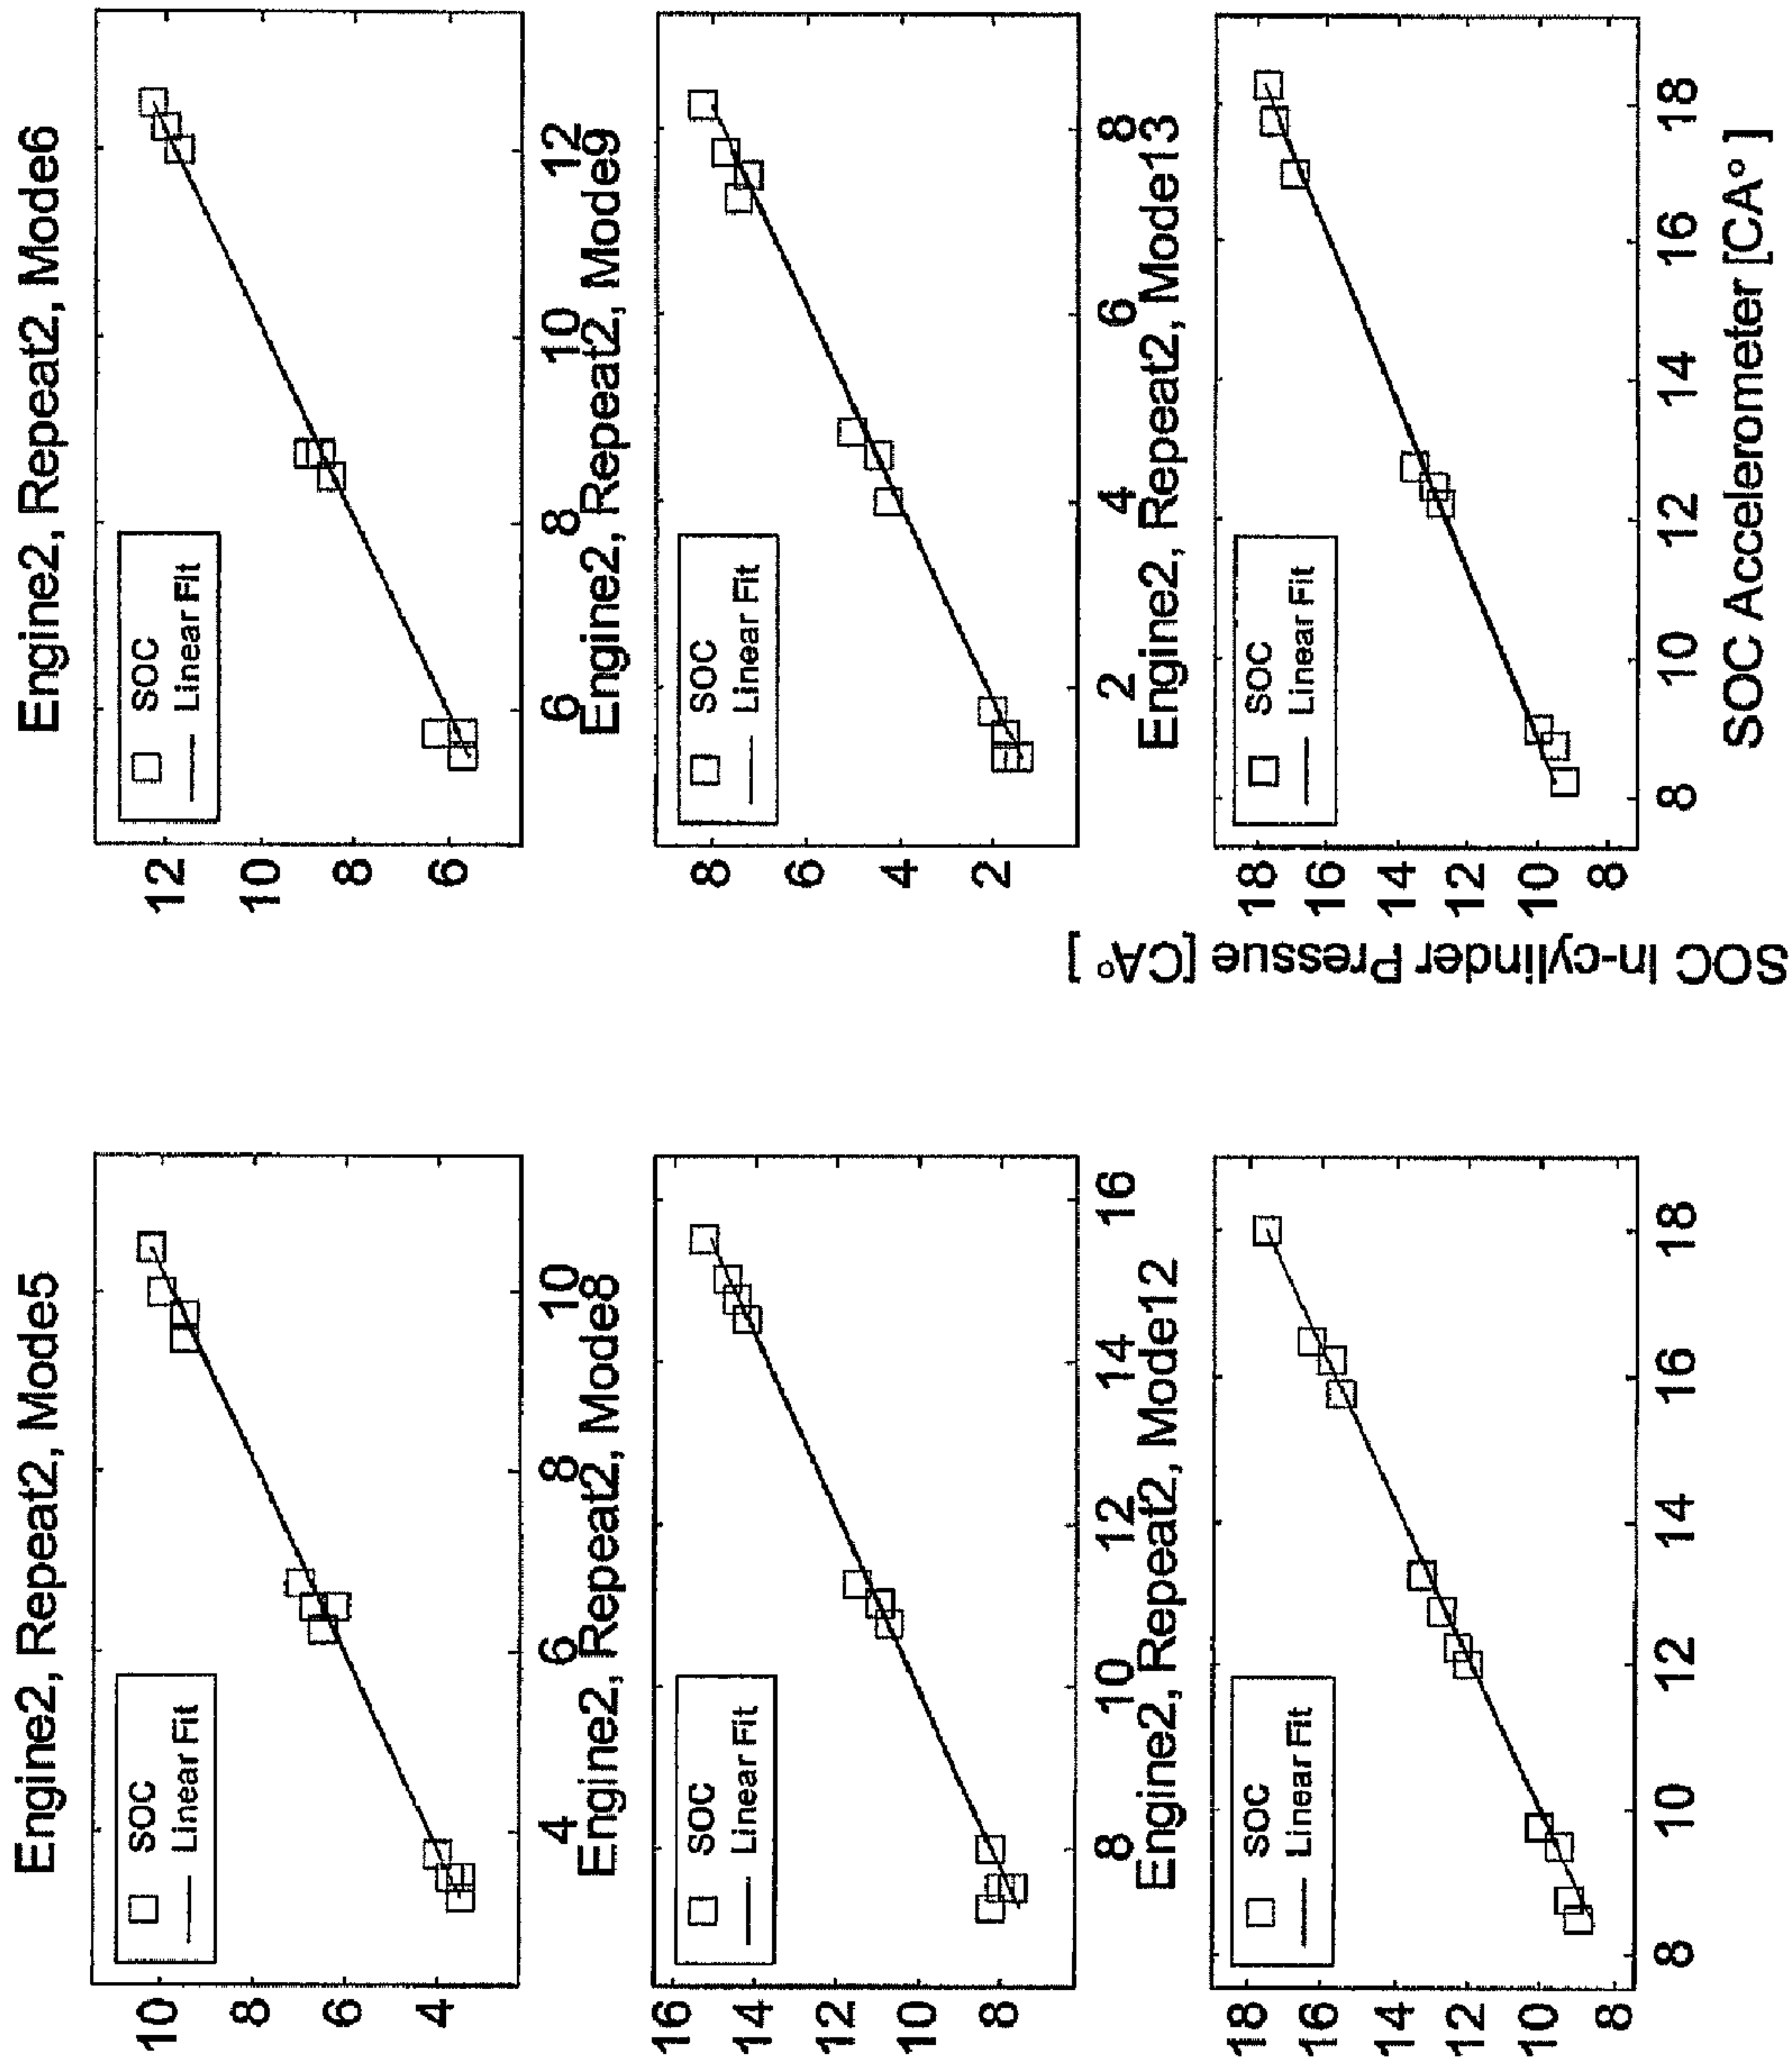 Engine2, Repeat2, Mode5
SOC
Linear Fit
10
8
6
4
4 6 8 10
Engine2, Repeat2, Mode6
SOC
Linear Fit
12
10
8
6
6 8 10 12
Engine2, Repeat2, Mode8
SOC
Linear Fit
16
14
12
10
8
8 10 12 14 16
Engine2, Repeat2, Mode9
SOC
Linear Fit
8
6
4
2
2 4 6 8
Engine2, Repeat2, Mode12
SOC
Linear Fit
18
16
14
12
10
8
8 10 12 14 16 18
Engine2, Repeat2, Mode13
SOC
Linear Fit
18
16
14
12
10
8
8 10 12 14 16 18
SOC In-cylinder Pressue [CA°]
SOC Accelerometer [CA°]